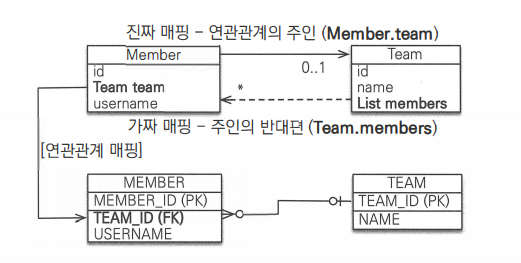 진짜 매핑 - 연관관계의 주인 (Member.team)
Member
id
Team team
username
0..1
*
Team
id
name
List members
가짜 매핑 - 주인의 반대편 (Team.members)
[연관관계 매핑]
MEMBER
MEMBER_ID (PK)
TEAM_ID (FK)
USERNAME
TEAM
TEAM_ID (PK)
NAME